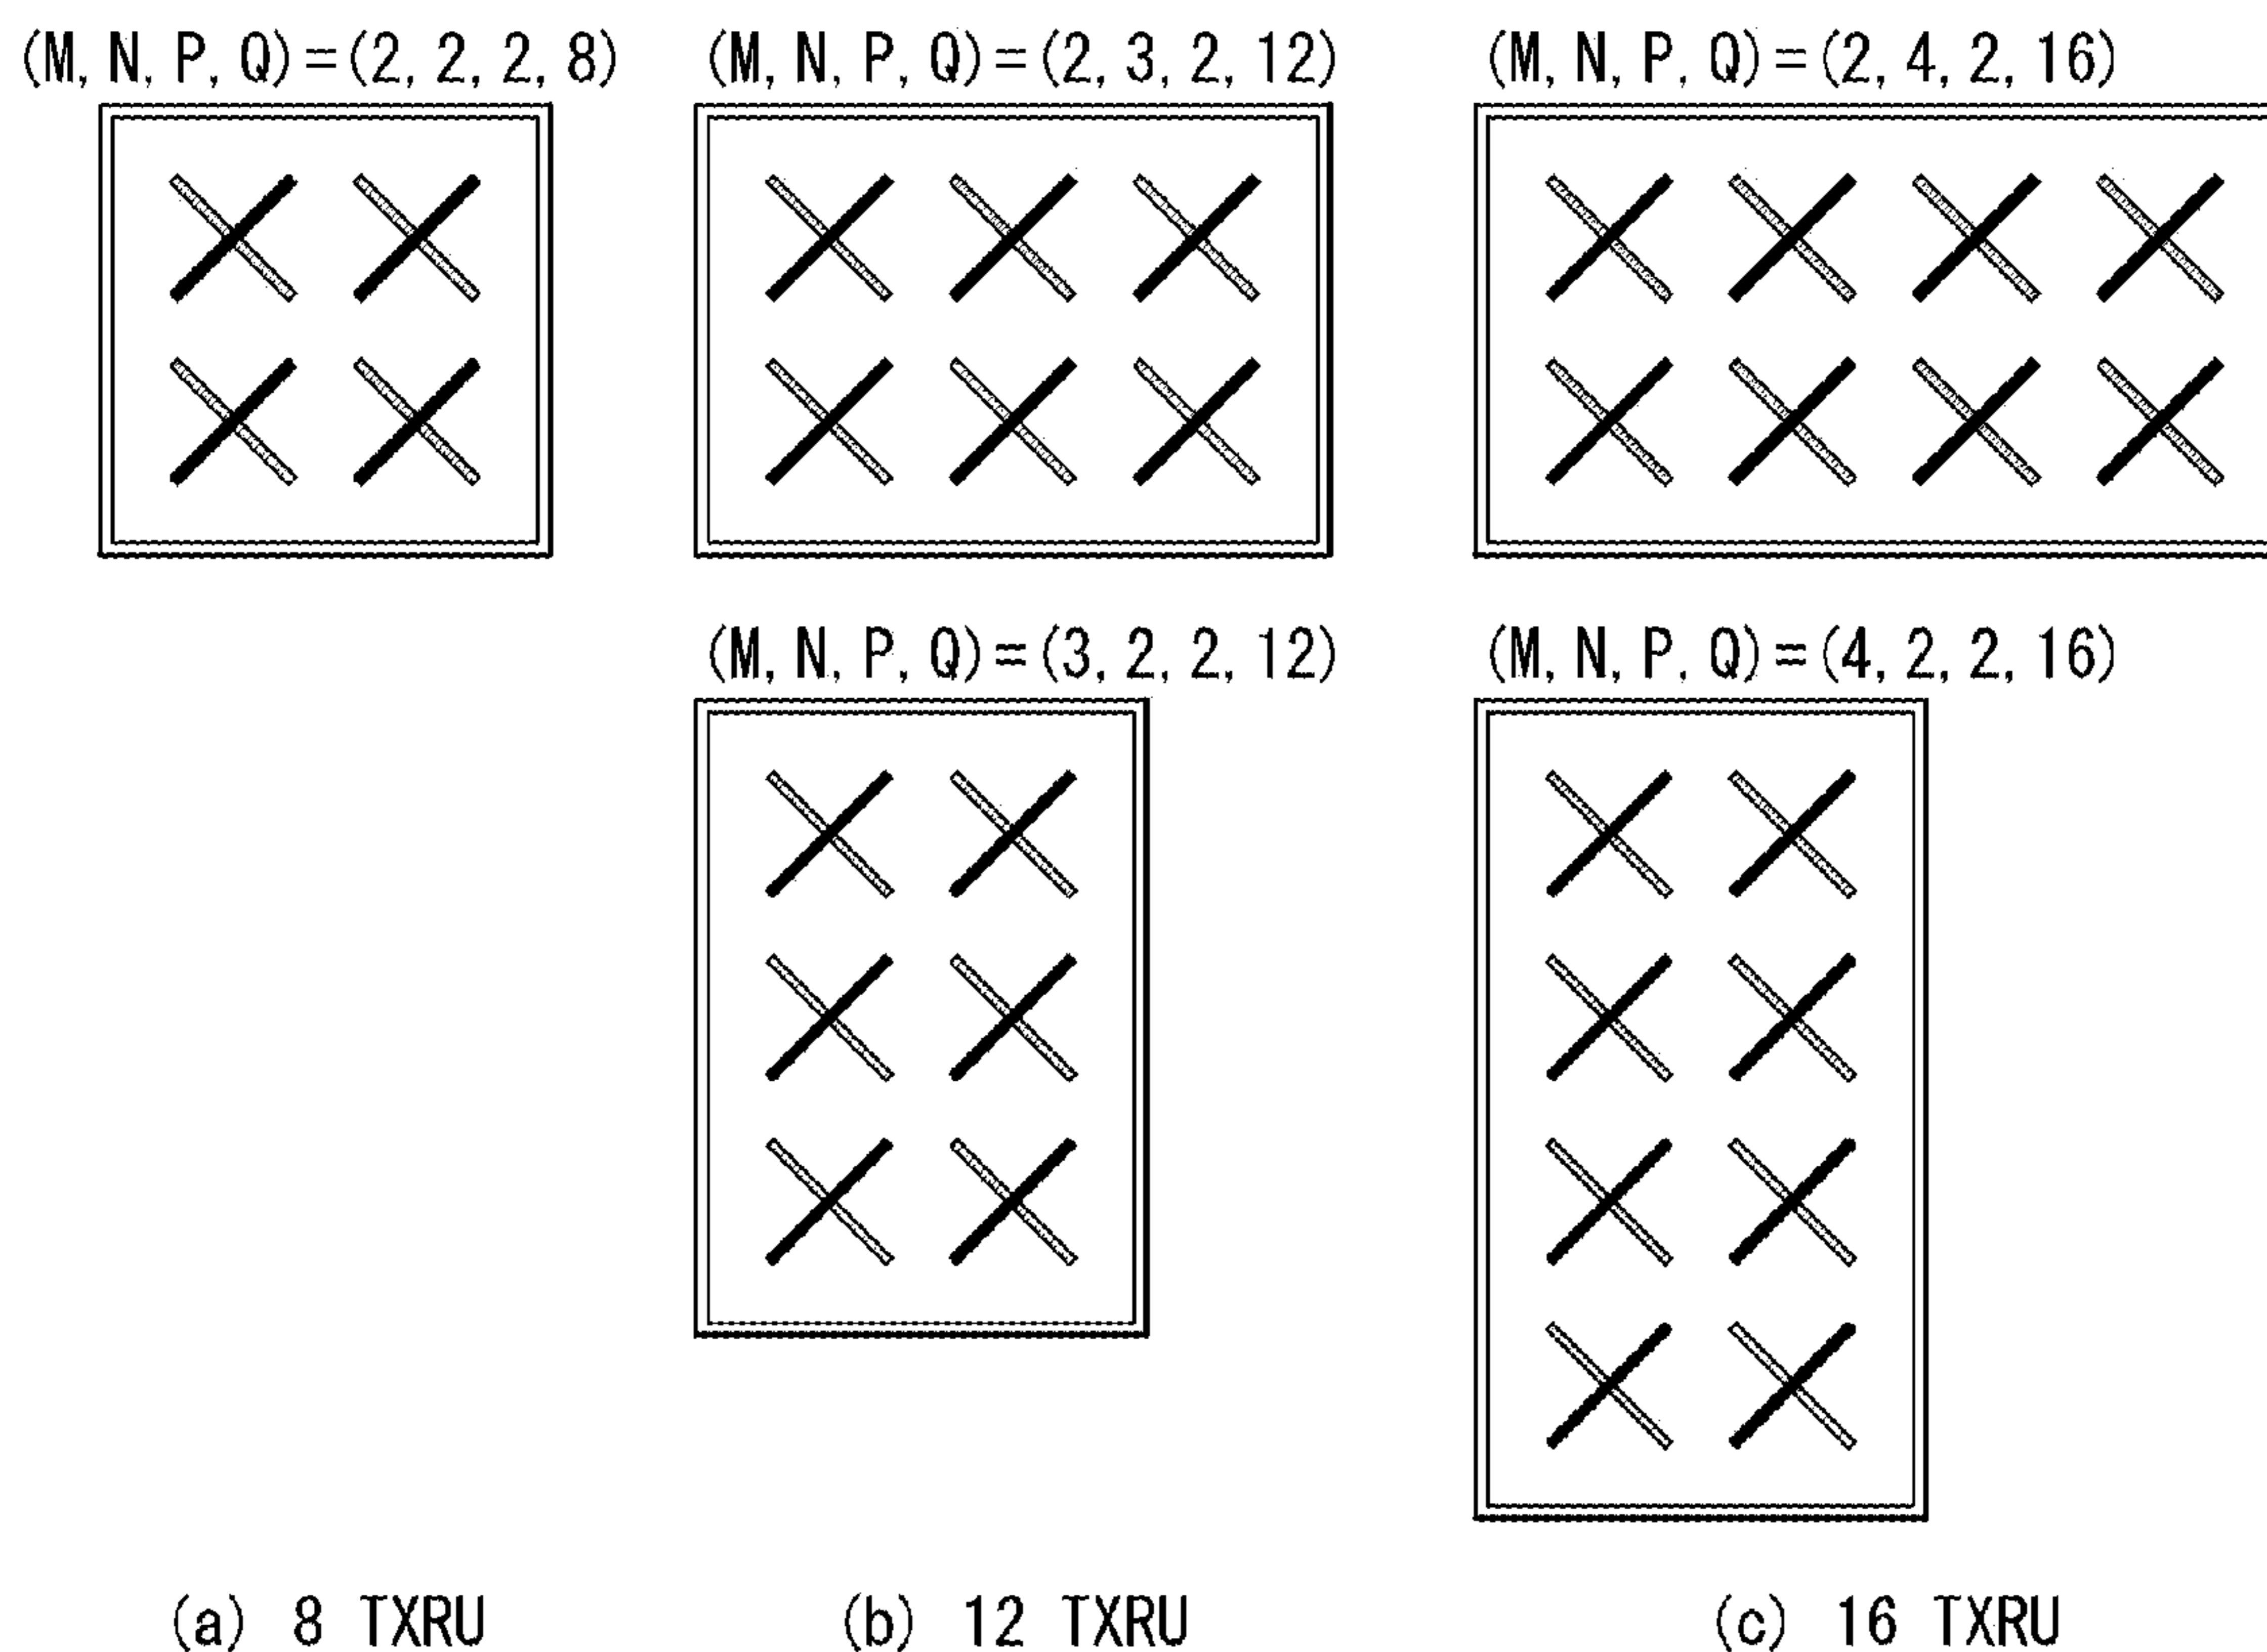 (M, N, P, Q)=(2, 2, 2, 8)
(M, N, P, Q)=(2, 3, 2, 12)
(M, N, P, Q)=(2, 4, 2, 16)
(M, N, P, Q)=(3, 2, 2, 12)
(M, N, P, Q)=(4, 2, 2, 16)
(a) 8 TXRU
(b) 12 TXRU
(c) 16 TXRU